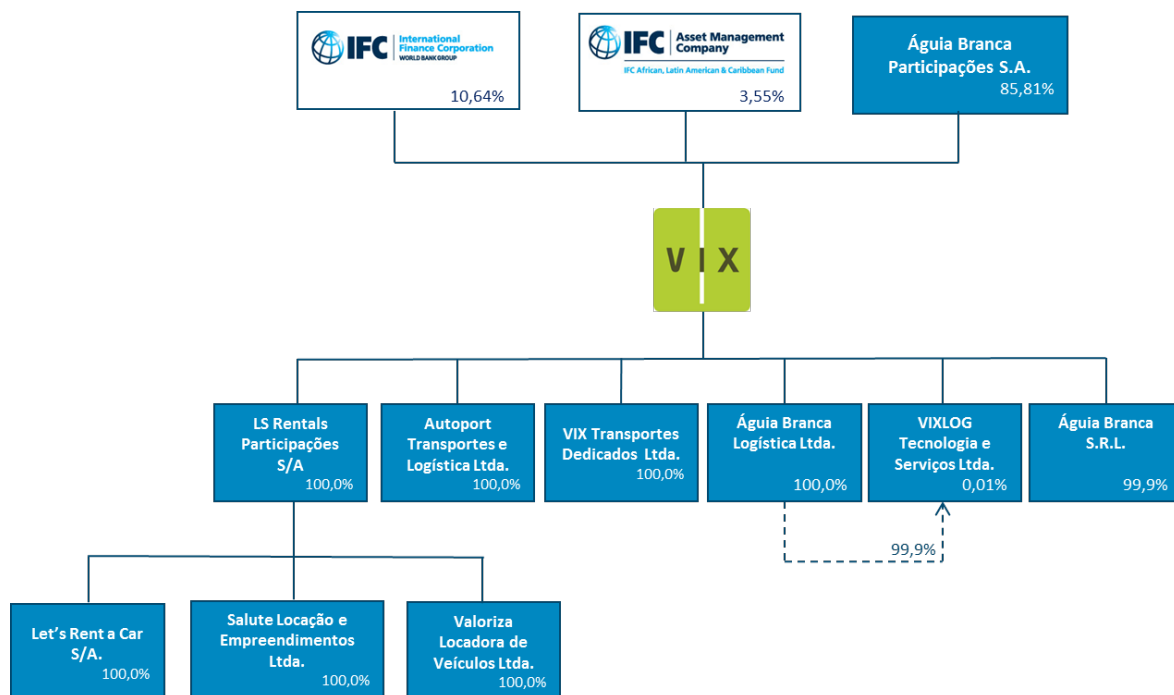 IFC
International
Finance Corporation
WORLD BANK GROUP
10,64%
IFC
Asset Management
Company
IFC African, Latin American & Caribbean Fund
3,55%
Águia Branca
Participações S.A.
85,81%
VIX
LS Rentals
Participações
S/A
100,0%
Autoport
Transportes e
Logística Ltda.
100,0%
VIX Transportes
Dedicados Ltda.
100,0%
Águia Branca
Logística Ltda.
100,0%
VIXLOG
Tecnologia e
Serviços Ltda.
0,01%
Águia Branca
S.R.L.
99,9%
99,9%
Let's Rent a Car
S/A.
100,0%
Salute Locação e
Empreendimentos
Ltda.
100,0%
Valoriza
Locadora de
Veículos Ltda.
100,0%